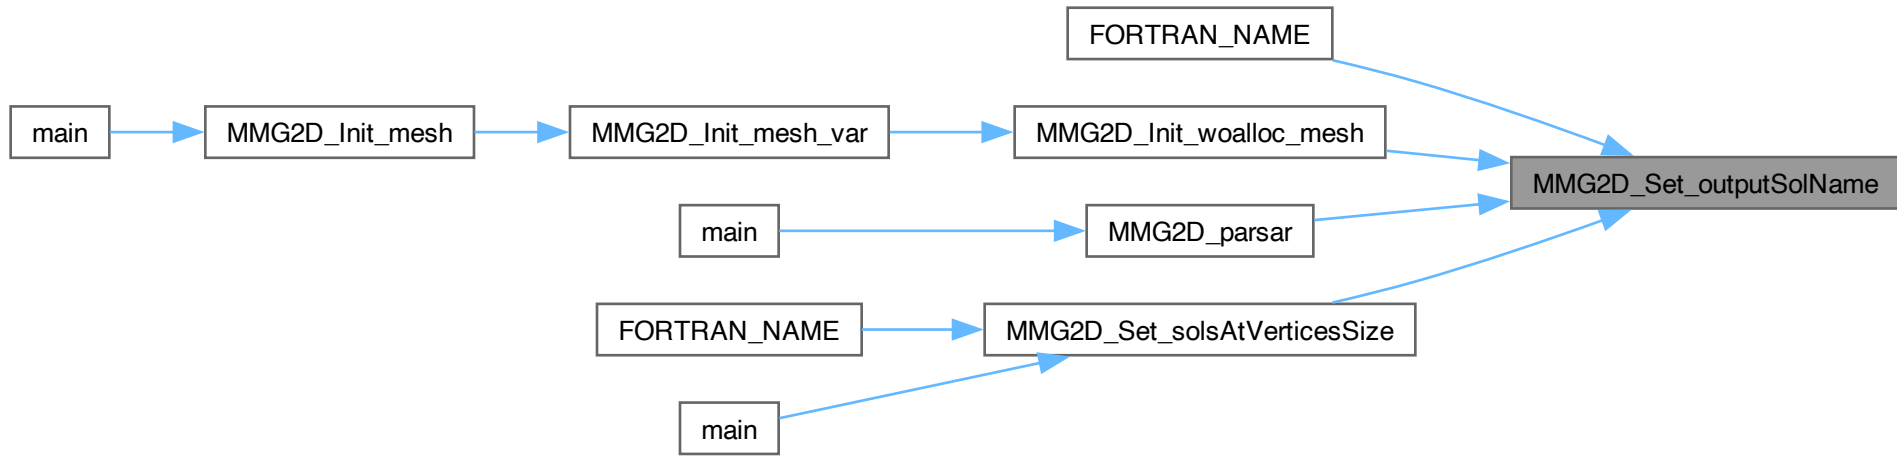 FORTRAN_NAME
main
MMG2D_Init_mesh
MMG2D_Init_mesh_var
MMG2D_Init_woalloc_mesh
MMG2D_Set_outputSolName
main
MMG2D_parsar
FORTRAN_NAME
MMG2D_Set_solsAtVerticesSize
main